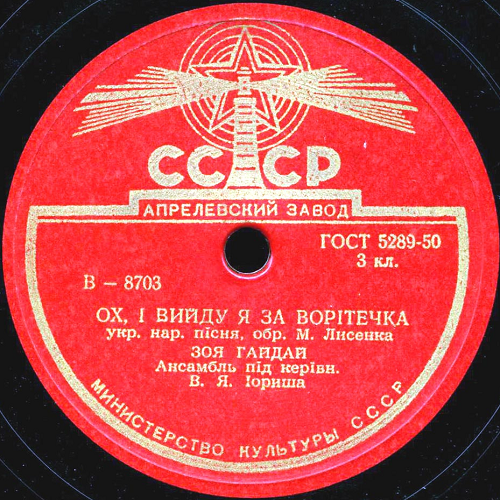 СССР
АПРЕЛЕВСКИЙ ЗАВОД
ГОСТ 5289-50
3 кл.
В – 8703
ОХ, І ВИЙДУ Я ЗА ВОРІТЕЧКА
укр. нар. пісня, обр. М. Лисенка
ЗОЯ ГАЙДАЙ
Ансамбль під керівн.
В. Я. Іориша
МИНИСТЕРСТВО КУЛЬТУРЫ СССР